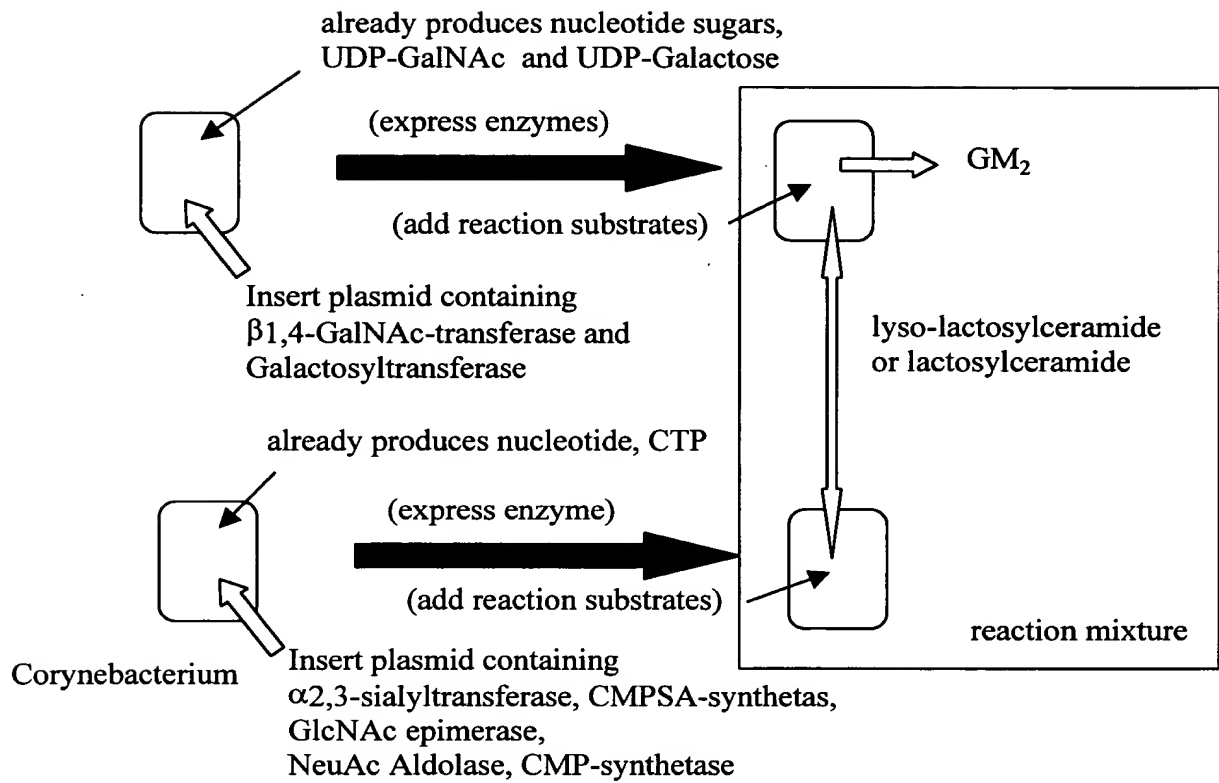 already produces nucleotide sugars,
UDP-GalNAc and UDP-Galactose
(express enzymes)
(add reaction substrates)
GM₂
Insert plasmid containing
β1,4-GalNAc-transferase and
Galactosyltransferase
lyso-lactosylceramide
or lactosylceramide
already produces nucleotide, CTP
(express enzyme)
(add reaction substrates)
reaction mixture
Corynebacterium
Insert plasmid containing
α2,3-sialyltransferase, CMPSA-synthetas,
GlcNAc epimerase,
NeuAc Aldolase, CMP-synthetase